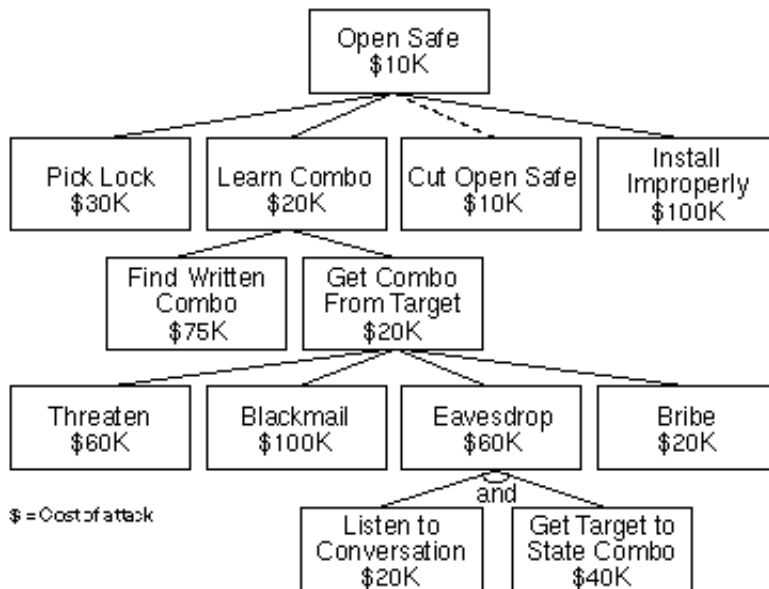 Open Safe
$10K
Pick Lock
$30K
Learn Combo
$20K
Cut Open Safe
$10K
Install
Improperly
$100K
Find Written
Combo
$75K
Get Combo
From Target
$20K
Threaten
$60K
Blackmail
$100K
Eavesdrop
$60K
Bribe
$20K
and
$ = Cost of attack
Listen to
Conversation
$20K
Get Target to
State Combo
$40K